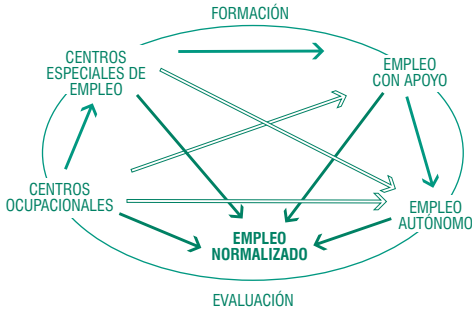 FORMACIÓN
CENTROS
ESPECIALES DE
EMPLEO
EMPLEO
CON APOYO
CENTROS
OCUPACIONALES
EMPLEO
AUTÓNOMO
EMPLEO
NORMALIZADO
EVALUACIÓN